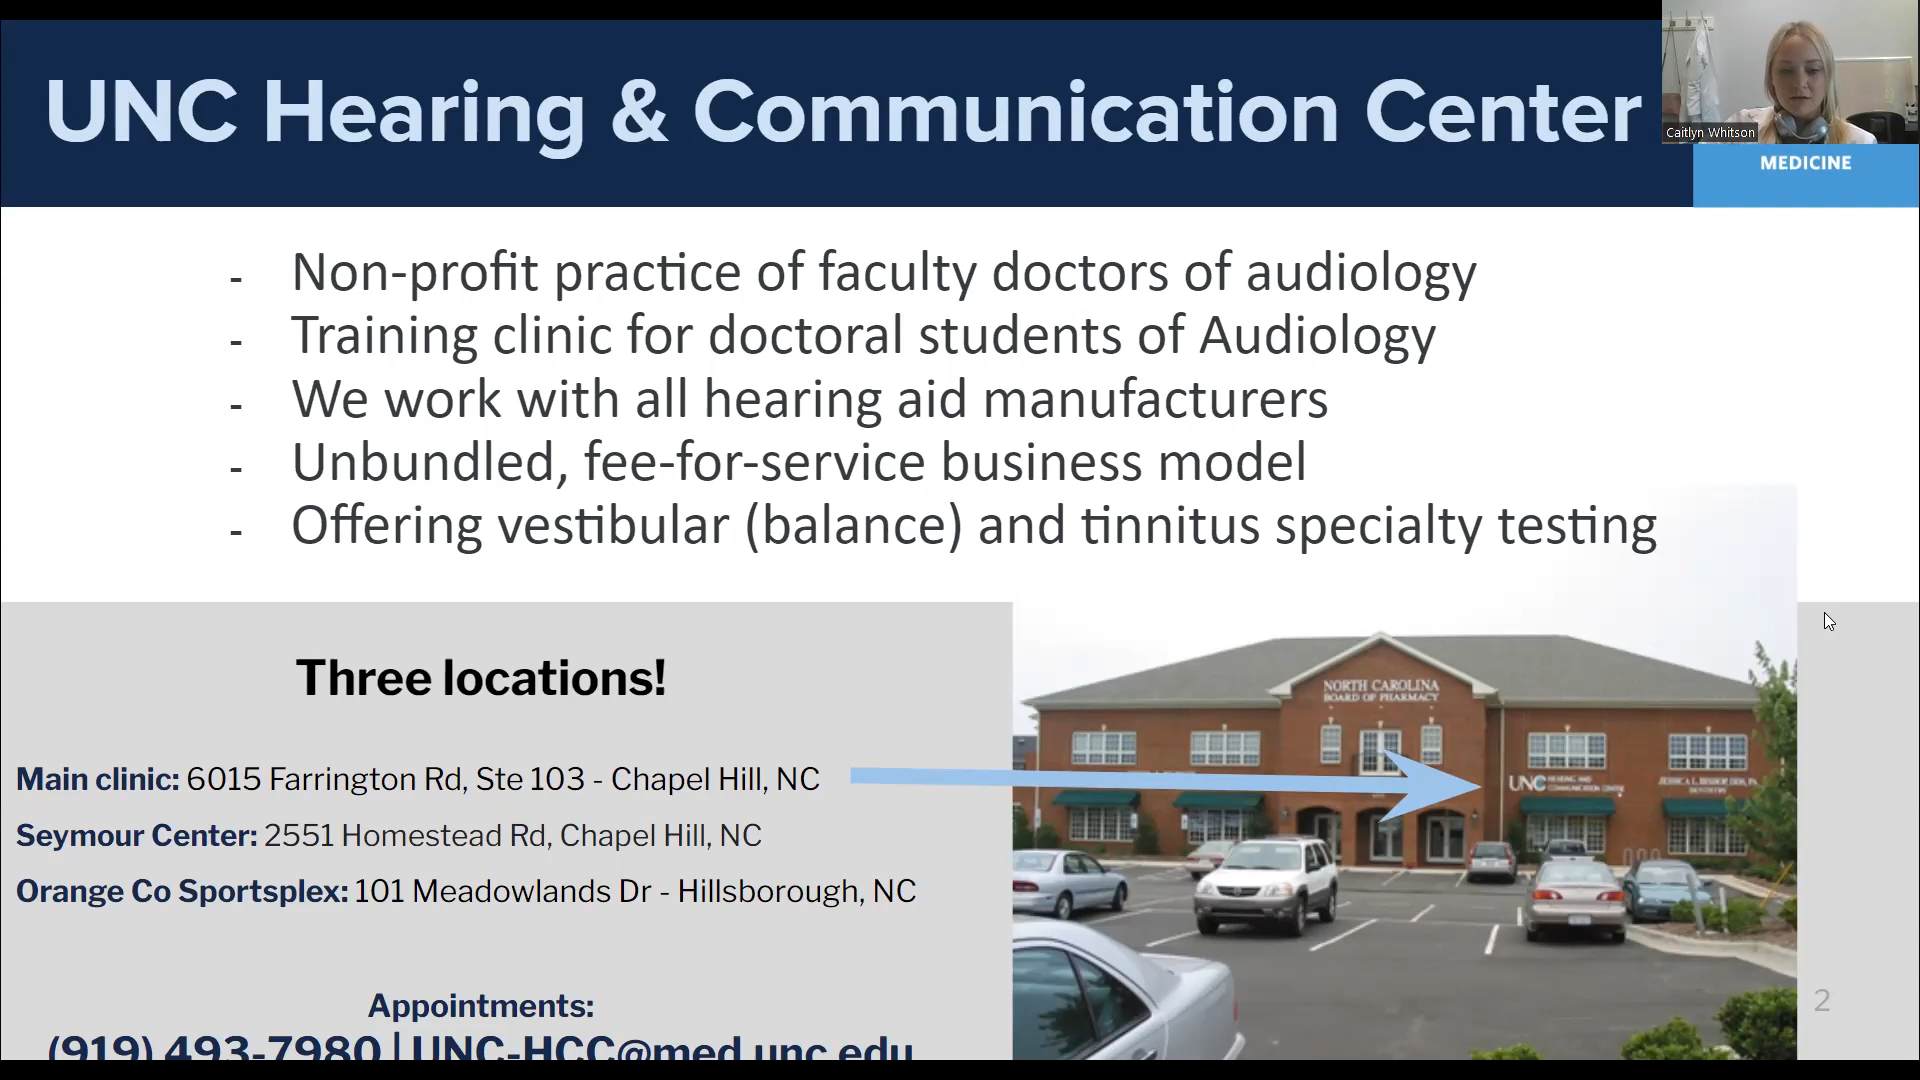 UNC Hearing & Communication Center
Caitlyn Whitson
MEDICINE
- Non-profit practice of faculty doctors of audiology
- Training clinic for doctoral students of Audiology
- We work with all hearing aid manufacturers
- Unbundled, fee-for-service business model
- Offering vestibular (balance) and tinnitus specialty testing
Three locations!
Main clinic: 6015 Farrington Rd, Ste 103 - Chapel Hill, NC
Seymour Center: 2551 Homestead Rd, Chapel Hill, NC
Orange Co Sportsplex: 101 Meadowlands Dr - Hillsborough, NC
Appointments:
(919) 493-7980 | UNC-HCC@med.unc.edu
NORTH CAROLINA
BOARD OF PHARMACY
UNC HEARING AND
COMMUNICATION CENTER
2